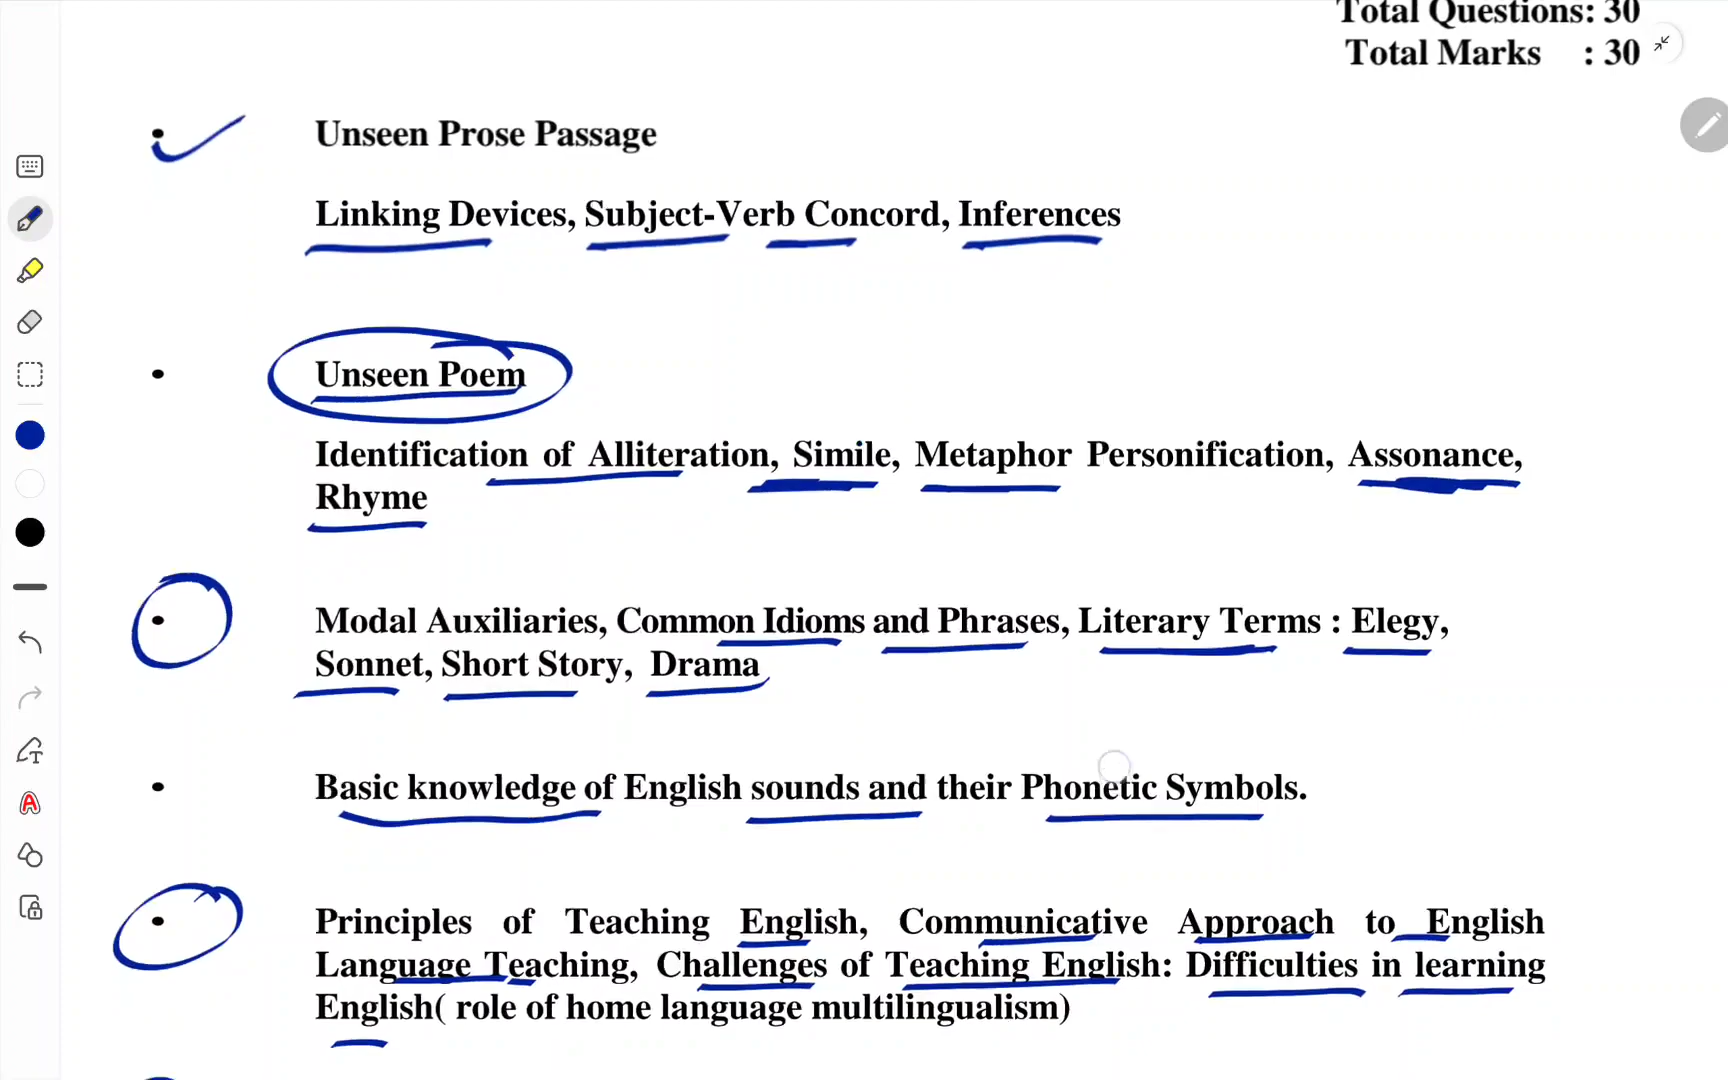 Total Questions: 30
Total Marks : 30
• Unseen Prose Passage
Linking Devices, Subject-Verb Concord, Inferences
• Unseen Poem
Identification of Alliteration, Simile, Metaphor Personification, Assonance,
Rhyme
• Modal Auxiliaries, Common Idioms and Phrases, Literary Terms : Elegy,
Sonnet, Short Story, Drama
• Basic knowledge of English sounds and their Phonetic Symbols.
• Principles of Teaching English, Communicative Approach to English
Language Teaching, Challenges of Teaching English: Difficulties in learning
English( role of home language multilingualism)